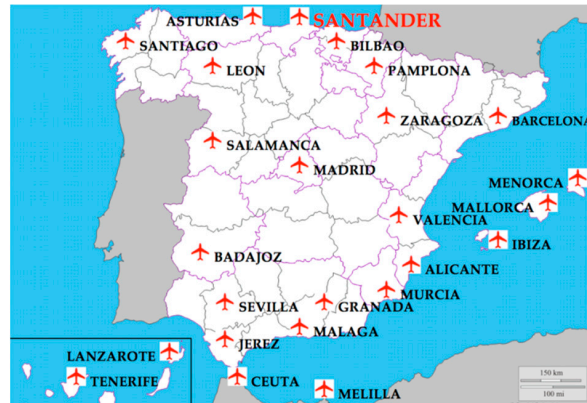 ASTURIAS
SANTANDER
SANTIAGO
BILBAO
LEON
PAMPLONA
ZARAGOZA
BARCELONA
SALAMANCA
MADRID
MENORCA
MALLORCA
VALENCIA
IBIZA
BADAJOZ
ALICANTE
MURCIA
SEVILLA
GRANADA
MALAGA
JEREZ
LANZAROTE
TENERIFE
CEUTA
MELILLA
150 km
100 mi